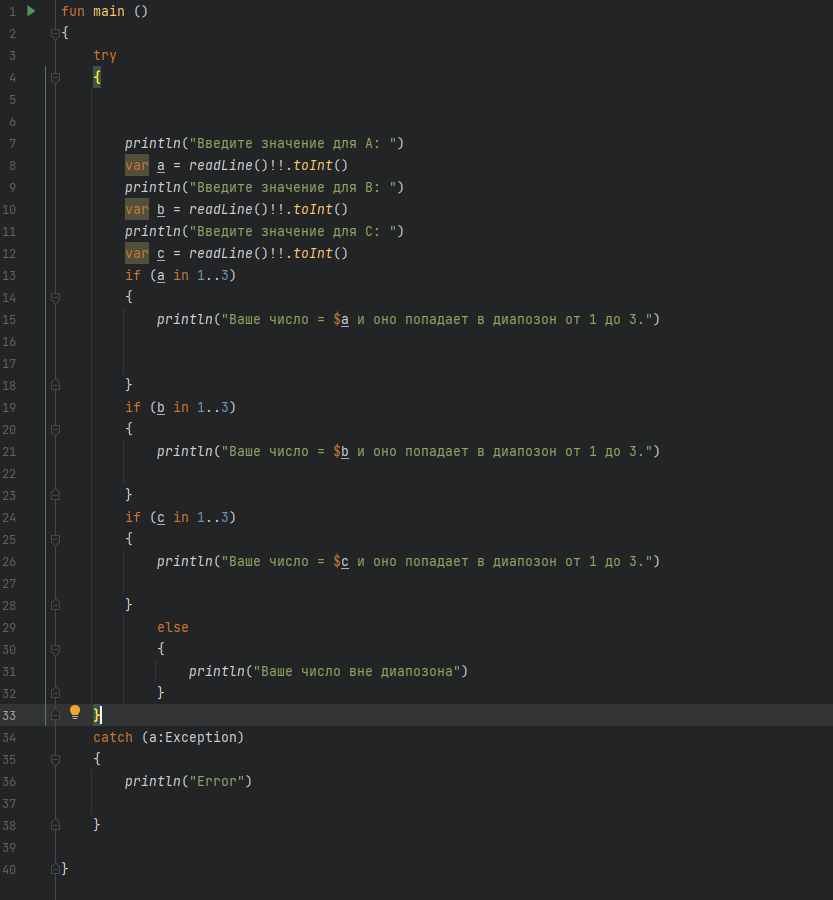 1 fun main ()
2 {
3 try
4 {
5
6
7 println("Введите значение для A: ")
8 var a = readLine()!!.toInt()
9 println("Введите значение для B: ")
10 var b = readLine()!!.toInt()
11 println("Введите значение для C: ")
12 var c = readLine()!!.toInt()
13 if (a in 1..3)
14 {
15 println("Ваше число = $a и оно попадает в диапозон от 1 до 3.")
16
17
18 }
19 if (b in 1..3)
20 {
21 println("Ваше число = $b и оно попадает в диапозон от 1 до 3.")
22
23 }
24 if (c in 1..3)
25 {
26 println("Ваше число = $c и оно попадает в диапозон от 1 до 3.")
27
28 }
29 else
30 {
31 println("Ваше число вне диапозона")
32 }
33 }
34 catch (a:Exception)
35 {
36 println("Error")
37
38 }
39
40 }